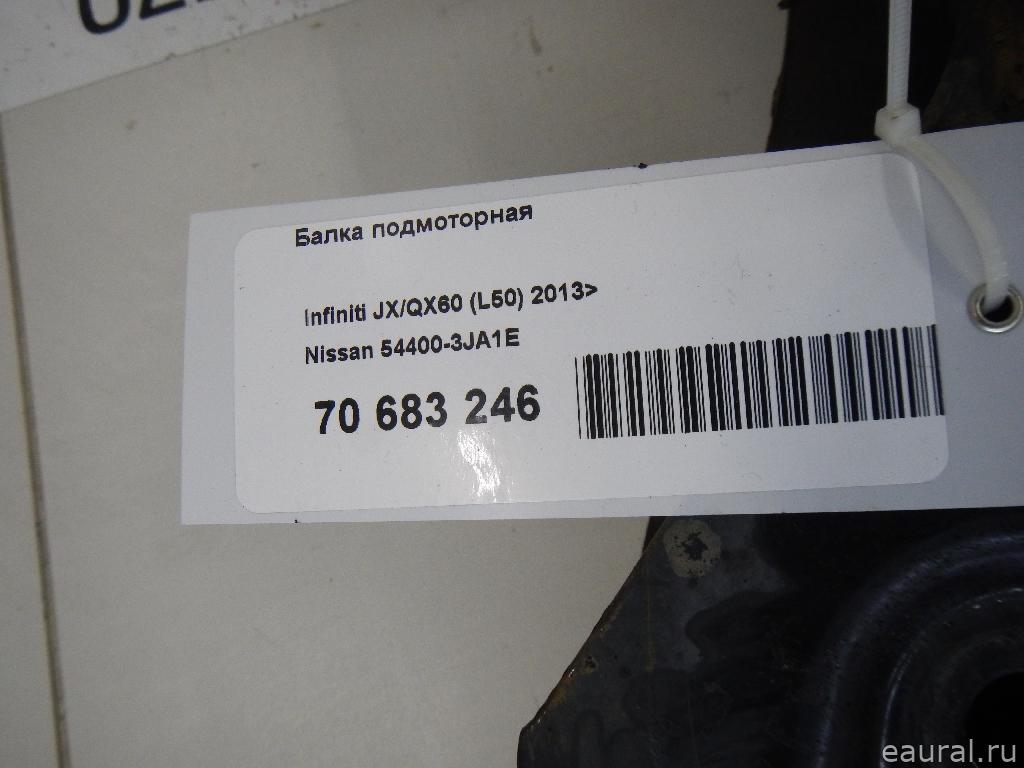 Балка подмоторная
Infiniti JX/QX60 (L50) 2013>
Nissan 54400-3JA1E
70 683 246
eaural.ru